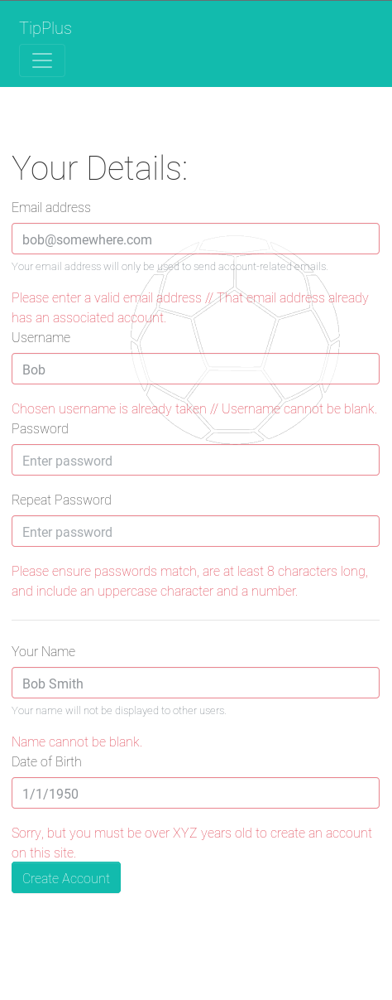 TipPlus
Your Details:
Email address
bob@somewhere.com
Your email address will only be used to send account-related emails.
Please enter a valid email address // That email address already
has an associated account.
Username
Bob
Chosen username is already taken // Username cannot be blank.
Password
Enter password
Repeat Password
Enter password
Please ensure passwords match, are at least 8 characters long,
and include an uppercase character and a number.
Your Name
Bob Smith
Your name will not be displayed to other users.
Name cannot be blank.
Date of Birth
1/1/1950
Sorry, but you must be over XYZ years old to create an account
on this site.
Create Account